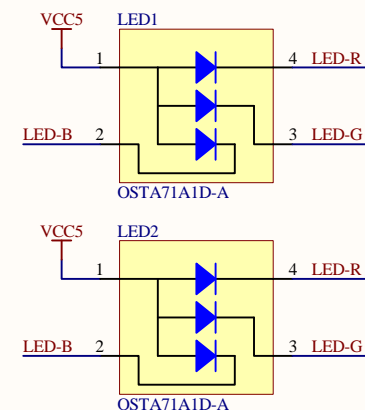 VCC5 LED1
1 4 LED-R
LED-B 2 3 LED-G
OSTA71A1D-A
VCC5 LED2
1 4 LED-R
LED-B 2 3 LED-G
OSTA71A1D-A